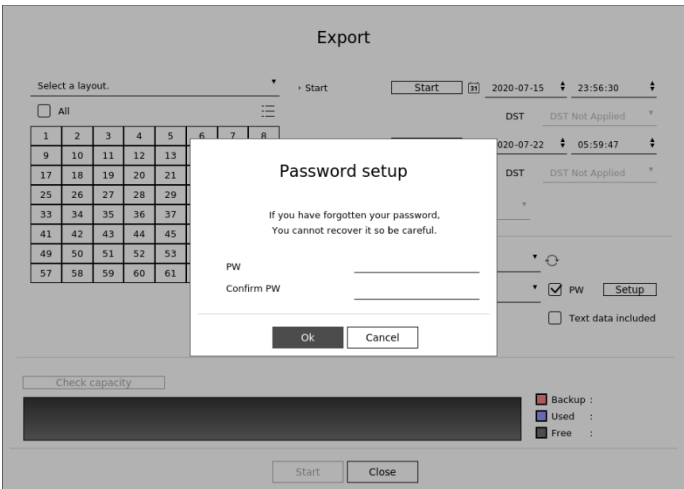 Export
Select a layout.
Start
Start
31
2020-07-15
23:56:30
All
DST
DST Not Applied
1 2 3 4 5 6 7 8
9 10 11 12 13
2020-07-22
05:59:47
17 18 19 20 21
DST
DST Not Applied
25 26 27 28 29
33 34 35 36 37
41 42 43 44 45
49 50 51 52 53
57 58 59 60 61
Password setup
If you have forgotten your password,
You cannot recover it so be careful.
PW
Confirm PW
Ok
Cancel
PW
Setup
Text data included
Check capacity
Backup :
Used :
Free :
Start
Close